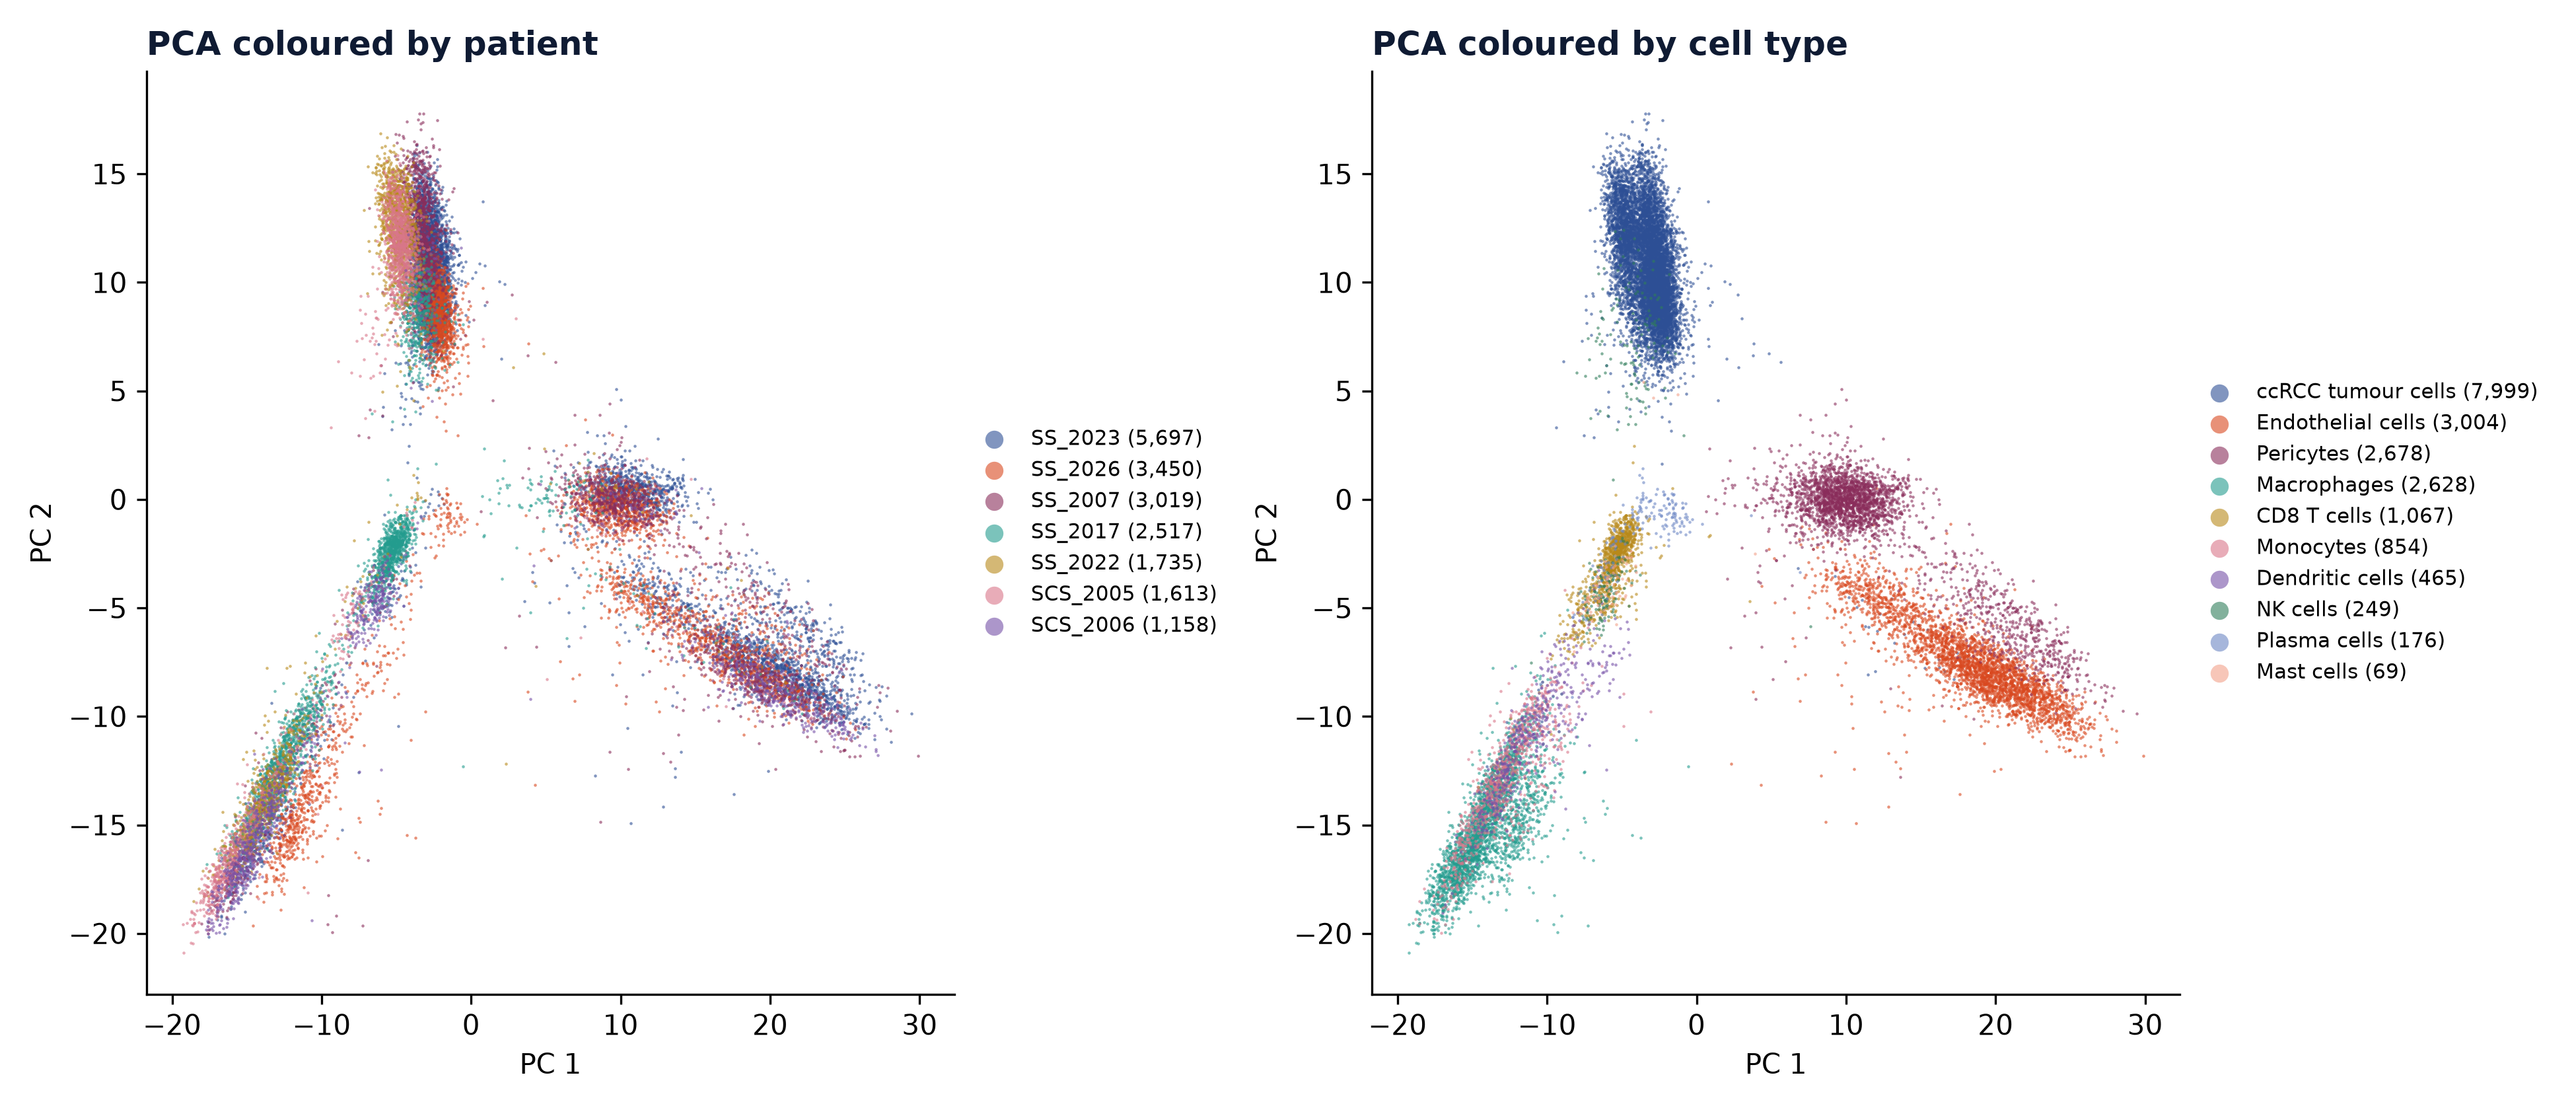 PCA coloured by patient
15
10
5
0
−5
−10
−15
−20
−20
−10
0
10
20
30
PC 1
PC 2
SS_2023 (5,697)
SS_2026 (3,450)
SS_2007 (3,019)
SS_2017 (2,517)
SS_2022 (1,735)
SCS_2005 (1,613)
SCS_2006 (1,158)
PCA coloured by cell type
15
10
5
0
−5
−10
−15
−20
−20
−10
0
10
20
30
PC 1
PC 2
ccRCC tumour cells (7,999)
Endothelial cells (3,004)
Pericytes (2,678)
Macrophages (2,628)
CD8 T cells (1,067)
Monocytes (854)
Dendritic cells (465)
NK cells (249)
Plasma cells (176)
Mast cells (69)